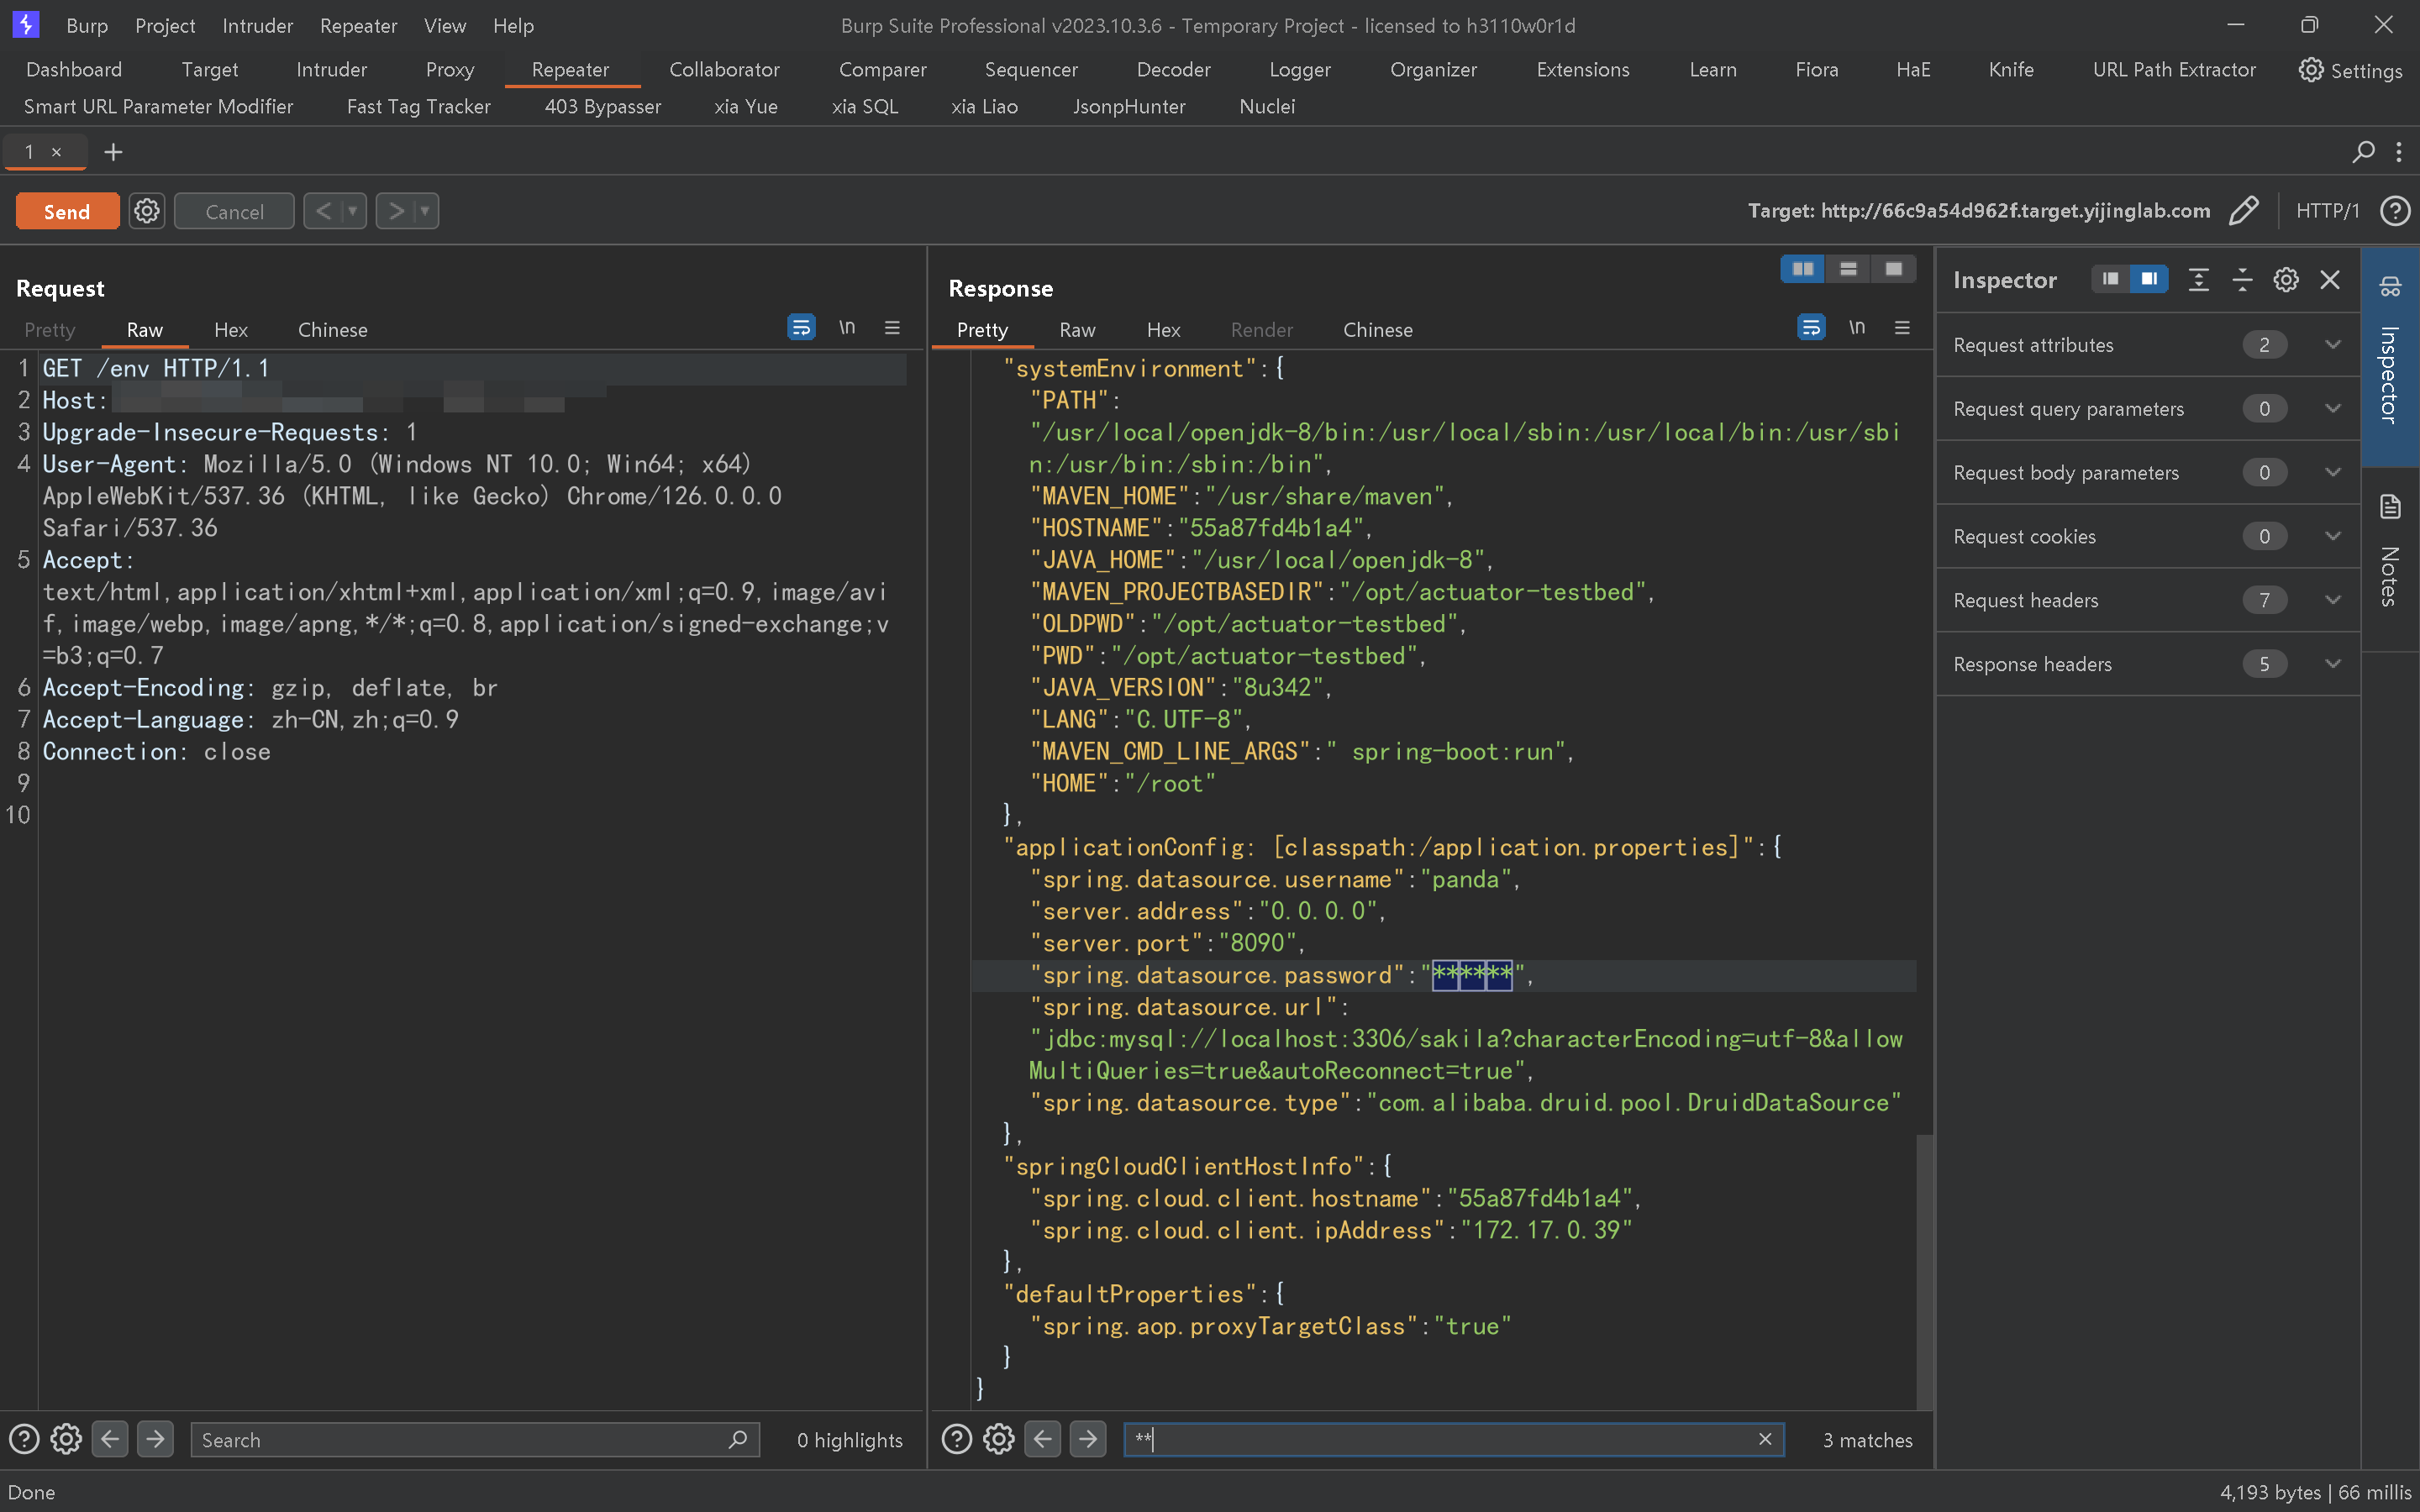 Burp Project Intruder Repeater View Help
Burp Suite Professional v2023.10.3.6 - Temporary Project - licensed to h3110w0r1d
Dashboard Target Intruder Proxy Repeater Collaborator Comparer Sequencer Decoder Logger Organizer Extensions Learn Fiora HaE Knife URL Path Extractor Settings
Smart URL Parameter Modifier Fast Tag Tracker 403 Bypasser xia Yue xia SQL xia Liao JsonpHunter Nuclei
1 × +
Send Cancel < >
Target: http://66c9a54d962f.target.yijinglab.com HTTP/1
Request
Pretty Raw Hex Chinese \n
1 GET /env HTTP/1.1
2 Host:
3 Upgrade-Insecure-Requests: 1
4 User-Agent: Mozilla/5.0 (Windows NT 10.0; Win64; x64)
AppleWebKit/537.36 (KHTML, like Gecko) Chrome/126.0.0.0
Safari/537.36
5 Accept:
text/html,application/xhtml+xml,application/xml;q=0.9,image/avi
f,image/webp,image/apng,*/*;q=0.8,application/signed-exchange;v
=b3;q=0.7
6 Accept-Encoding: gzip, deflate, br
7 Accept-Language: zh-CN,zh;q=0.9
8 Connection: close
9
10
Search 0 highlights
Response
Pretty Raw Hex Render Chinese \n
"systemEnvironment":{
"PATH":
"/usr/local/openjdk-8/bin:/usr/local/sbin:/usr/local/bin:/usr/sbi
n:/usr/bin:/sbin:/bin",
"MAVEN_HOME":"/usr/share/maven",
"HOSTNAME":"55a87fd4b1a4",
"JAVA_HOME":"/usr/local/openjdk-8",
"MAVEN_PROJECTBASEDIR":"/opt/actuator-testbed",
"OLDPWD":"/opt/actuator-testbed",
"PWD":"/opt/actuator-testbed",
"JAVA_VERSION":"8u342",
"LANG":"C.UTF-8",
"MAVEN_CMD_LINE_ARGS":" spring-boot:run",
"HOME":"/root"
},
"applicationConfig: [classpath:/application.properties]":{
"spring.datasource.username":"panda",
"server.address":"0.0.0.0",
"server.port":"8090",
"spring.datasource.password":"******",
"spring.datasource.url":
"jdbc:mysql://localhost:3306/sakila?characterEncoding=utf-8&allow
MultiQueries=true&autoReconnect=true",
"spring.datasource.type":"com.alibaba.druid.pool.DruidDataSource"
},
"springCloudClientHostInfo":{
"spring.cloud.client.hostname":"55a87fd4b1a4",
"spring.cloud.client.ipAddress":"172.17.0.39"
},
"defaultProperties":{
"spring.aop.proxyTargetClass":"true"
}
}
** 3 matches
Inspector
Request attributes 2
Request query parameters 0
Request body parameters 0
Request cookies 0
Request headers 7
Response headers 5
Inspector
Notes
Done
4,193 bytes | 66 millis